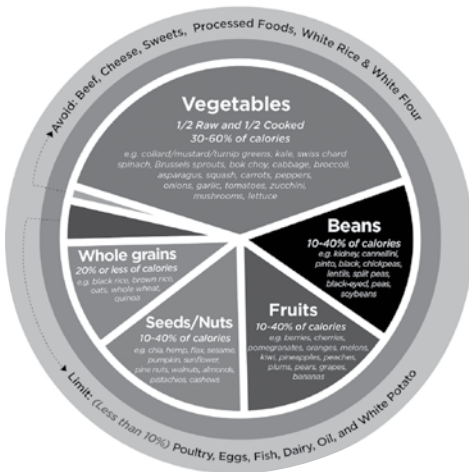 Avoid: Beef, Cheese, Sweets, Processed Foods, White Rice & White Flour
Vegetables
1/2 Raw and 1/2 Cooked
30-60% of calories
e.g. collard/mustard/turnip greens, kale, swiss chard
spinach, Brussels sprouts, bok choy, cabbage, broccoli,
asparagus, squash, carrots, peppers,
onions, garlic, tomatoes, zucchini,
mushrooms, lettuce
Beans
10-40% of calories
e.g. kidney, cannellini,
pinto, black, chickpeas,
lentils, split peas,
black-eyed, peas,
soybeans
Whole grains
20% or less of calories
e.g. black rice, brown rice,
oats, whole wheat,
quinoa
Seeds/Nuts
10-40% of calories
e.g. chia, hemp, flax, sesame,
pumpkin, sunflower,
pine nuts, walnuts, almonds,
pistachios, cashews
Fruits
10-40% of calories
e.g. berries, cherries,
pomegranates, oranges, melons,
kiwi, pineapples, peaches,
plums, pears, grapes,
bananas
Limit: (Less than 10%) Poultry, Eggs, Fish, Dairy, Oil, and White Potato